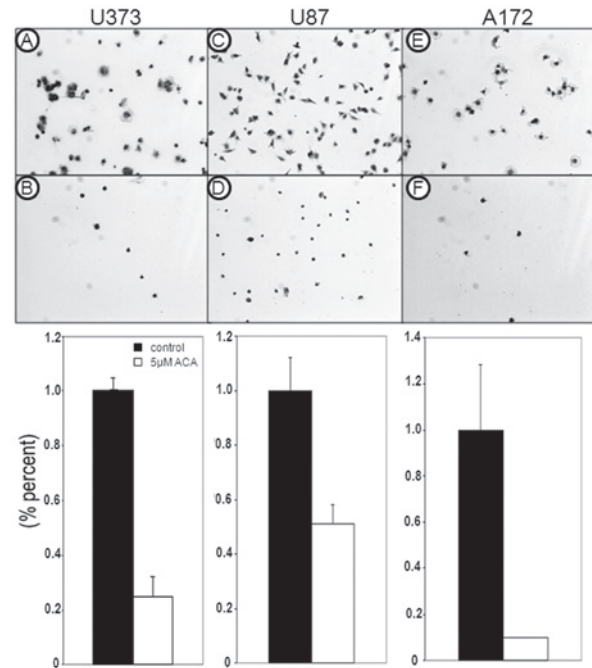 U373 U87 A172
A C E
B D F
1.2 1.2 1.4
control
5µM ACA
1.2
1.0 1.0
1.0
0.8 0.8
0.8
(% percent)
0.6 0.6
0.6
0.4 0.4
0.4
0.2 0.2 0.2
0 0 0